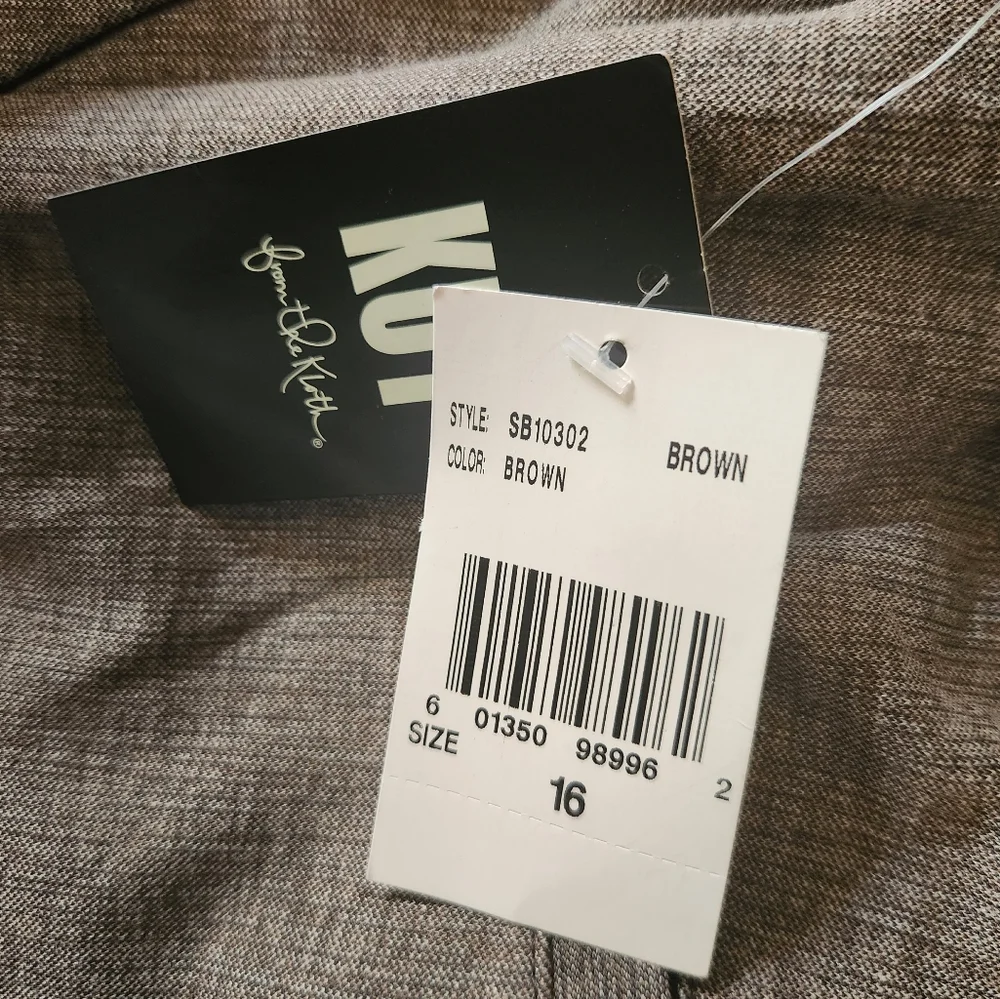 KUT
from the Kloth®
STYLE: SB10302
BROWN
COLOR: BROWN
6 01350 98996 2
SIZE
16